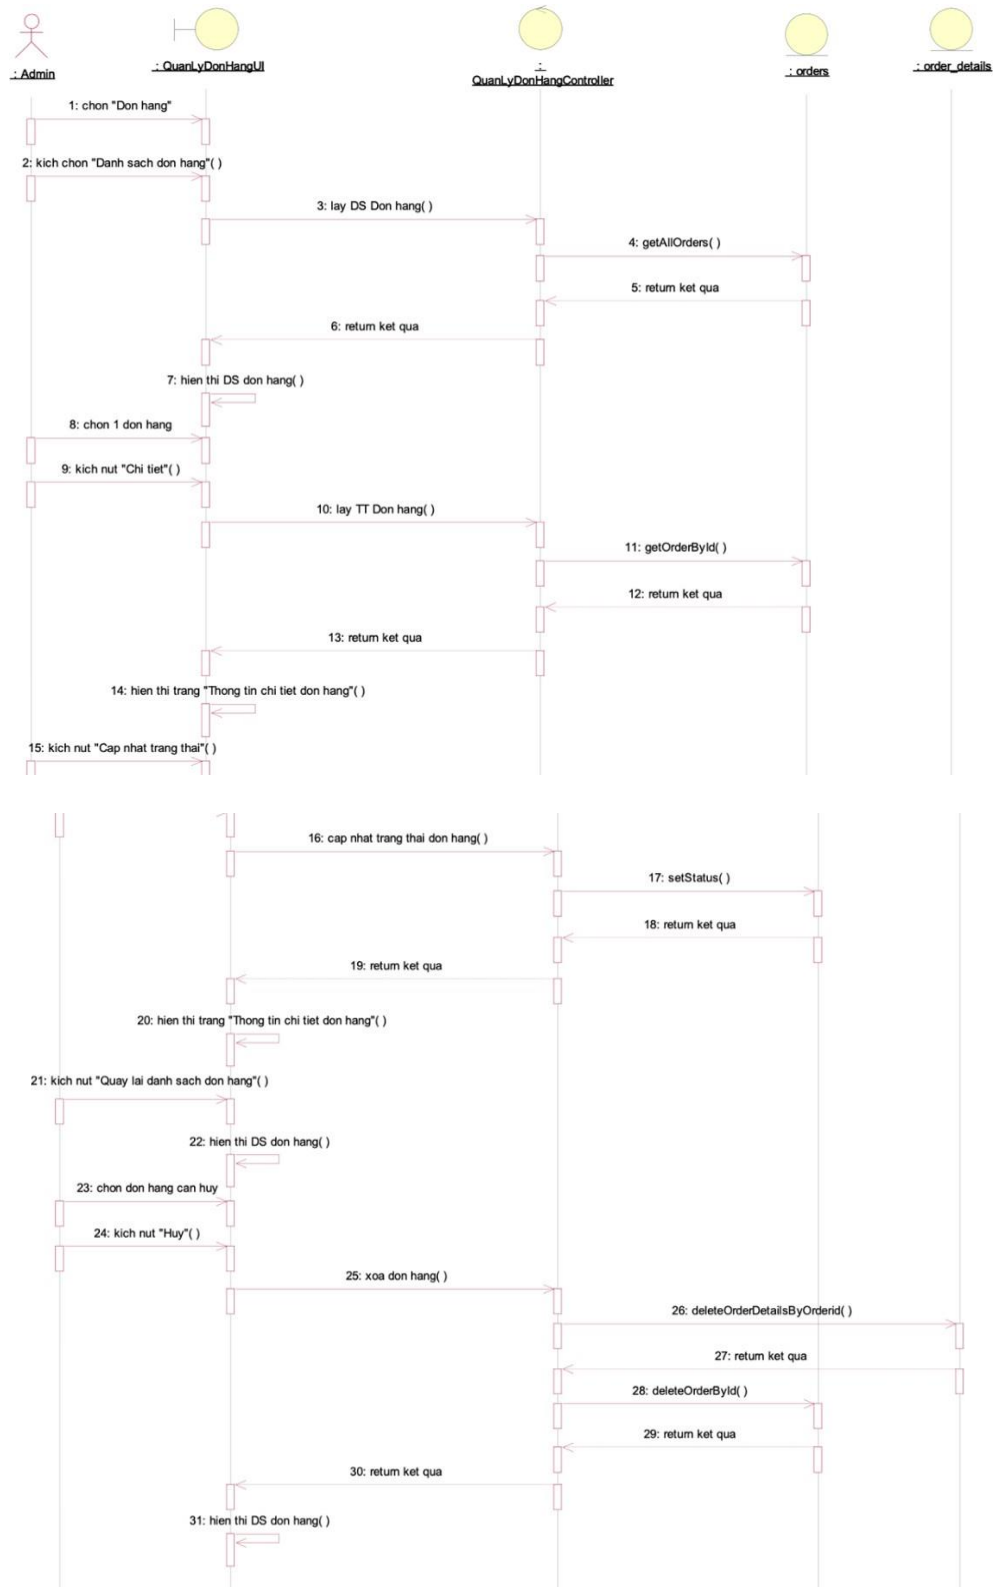 : Admin
: QuanLyDonHangUI
:
QuanLyDonHangController
: orders
: order_details
1: chon "Don hang"
2: kich chon "Danh sach don hang"( )
3: lay DS Don hang( )
4: getAllOrders( )
5: return ket qua
6: return ket qua
7: hien thi DS don hang( )
8: chon 1 don hang
9: kich nut "Chi tiet"( )
10: lay TT Don hang( )
11: getOrderById( )
12: return ket qua
13: return ket qua
14: hien thi trang "Thong tin chi tiet don hang"( )
15: kich nut "Cap nhat trang thai"( )
16: cap nhat trang thai don hang( )
17: setStatus( )
18: return ket qua
19: return ket qua
20: hien thi trang "Thong tin chi tiet don hang"( )
21: kich nut "Quay lai danh sach don hang"( )
22: hien thi DS don hang( )
23: chon don hang can huy
24: kich nut "Huy"( )
25: xoa don hang( )
26: deleteOrderDetailsByOrderid( )
27: return ket qua
28: deleteOrderById( )
29: return ket qua
30: return ket qua
31: hien thi DS don hang( )